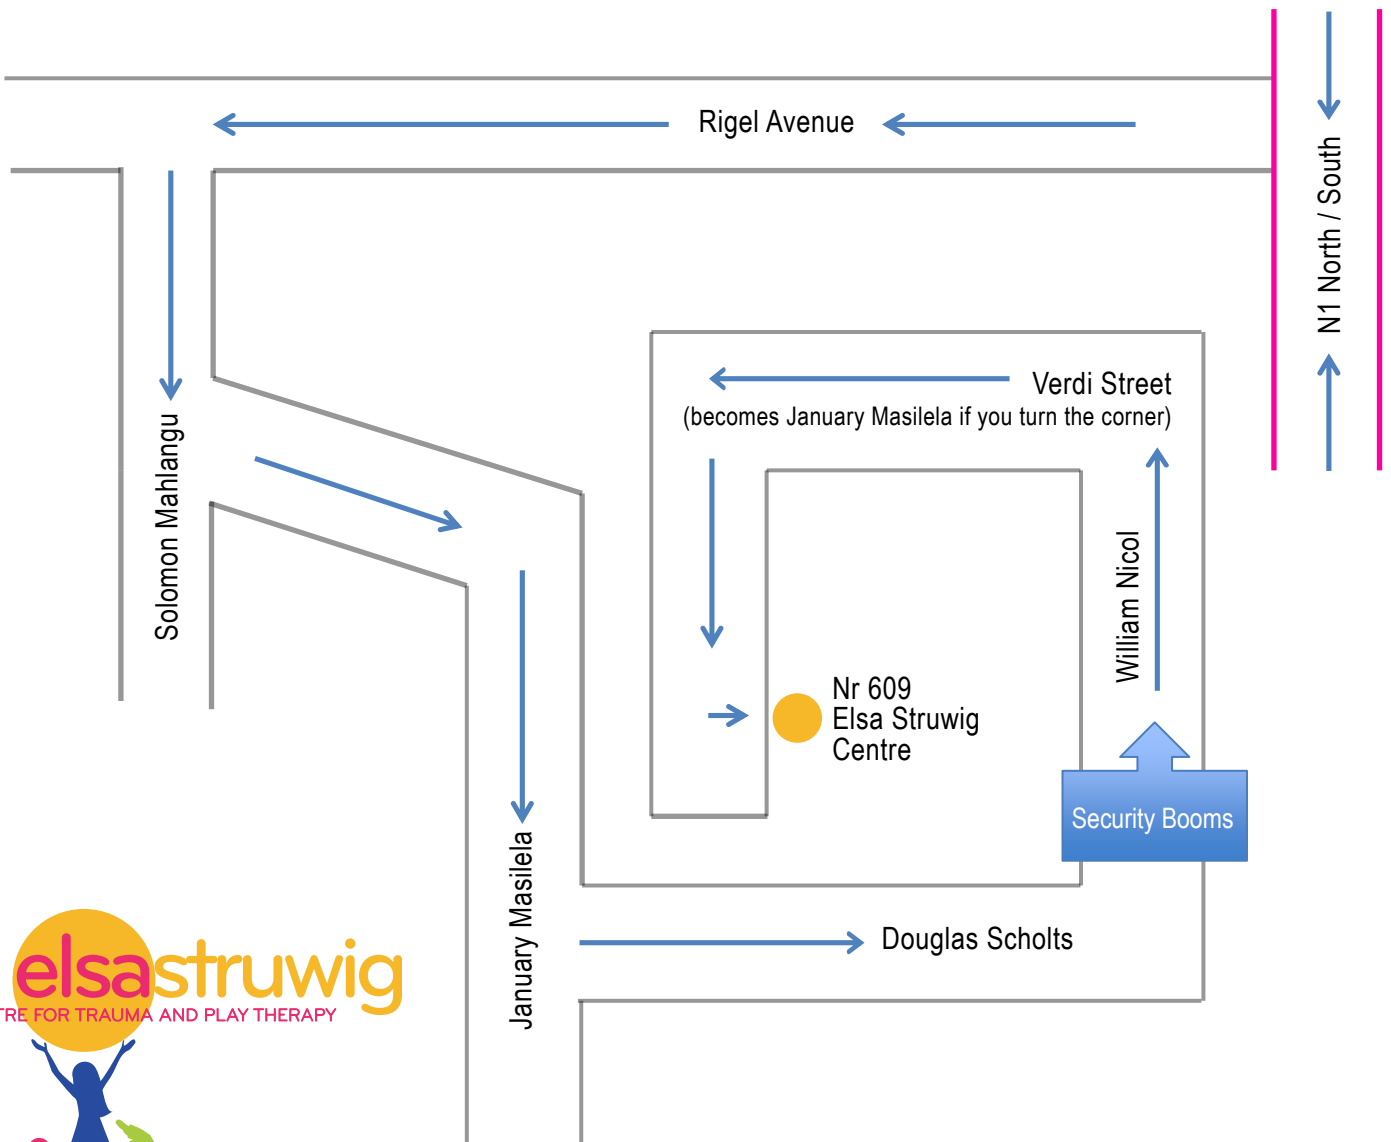 Rigel Avenue
N1 North / South
Verdi Street
(becomes January Masilela if you turn the corner)
Solomon Mahlangu
William Nicol
Nr 609
Elsa Struwig
Centre
Security Booms
January Masilela
Douglas Scholts
elsastruwig
TRE FOR TRAUMA AND PLAY THERAPY